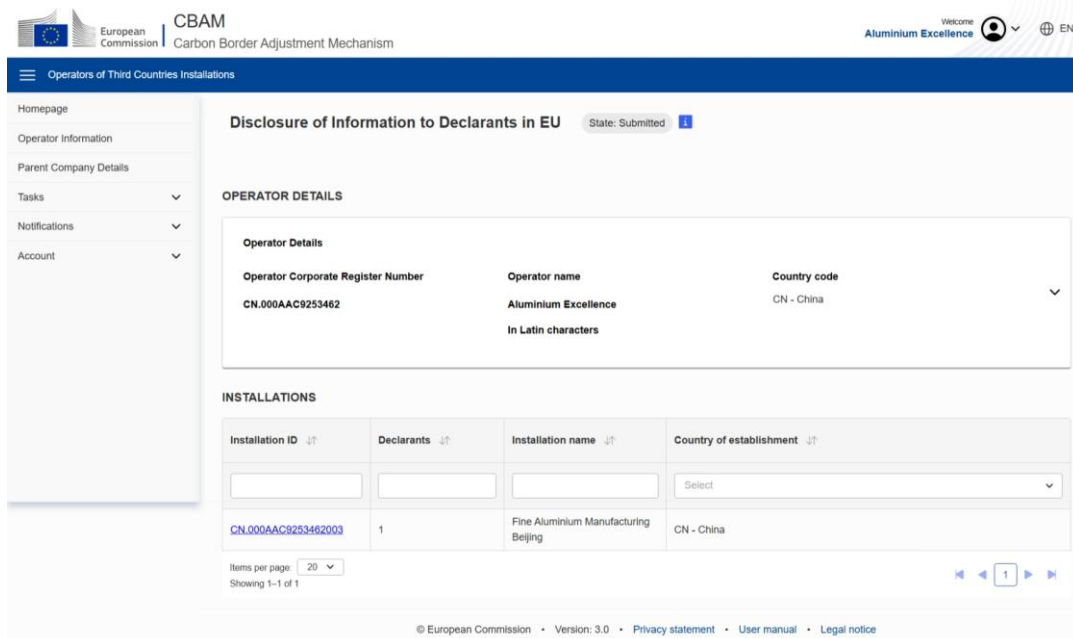 European
Commission
CBAM
Carbon Border Adjustment Mechanism
Welcome
Aluminium Excellence
EN
Operators of Third Countries Installations
Homepage
Operator Information
Parent Company Details
Tasks
Notifications
Account
Disclosure of Information to Declarants in EU
State: Submitted
i
OPERATOR DETAILS
Operator Details
Operator Corporate Register Number
Operator name
Country code
CN.000AAC9253462
Aluminium Excellence
CN - China
In Latin characters
INSTALLATIONS
Installation ID
Declarants
Installation name
Country of establishment
Select
CN.000AAC9253462003
1
Fine Aluminium Manufacturing
Beijing
CN - China
Items per page: 20
Showing 1–1 of 1
1
© European Commission • Version: 3.0 • Privacy statement • User manual • Legal notice